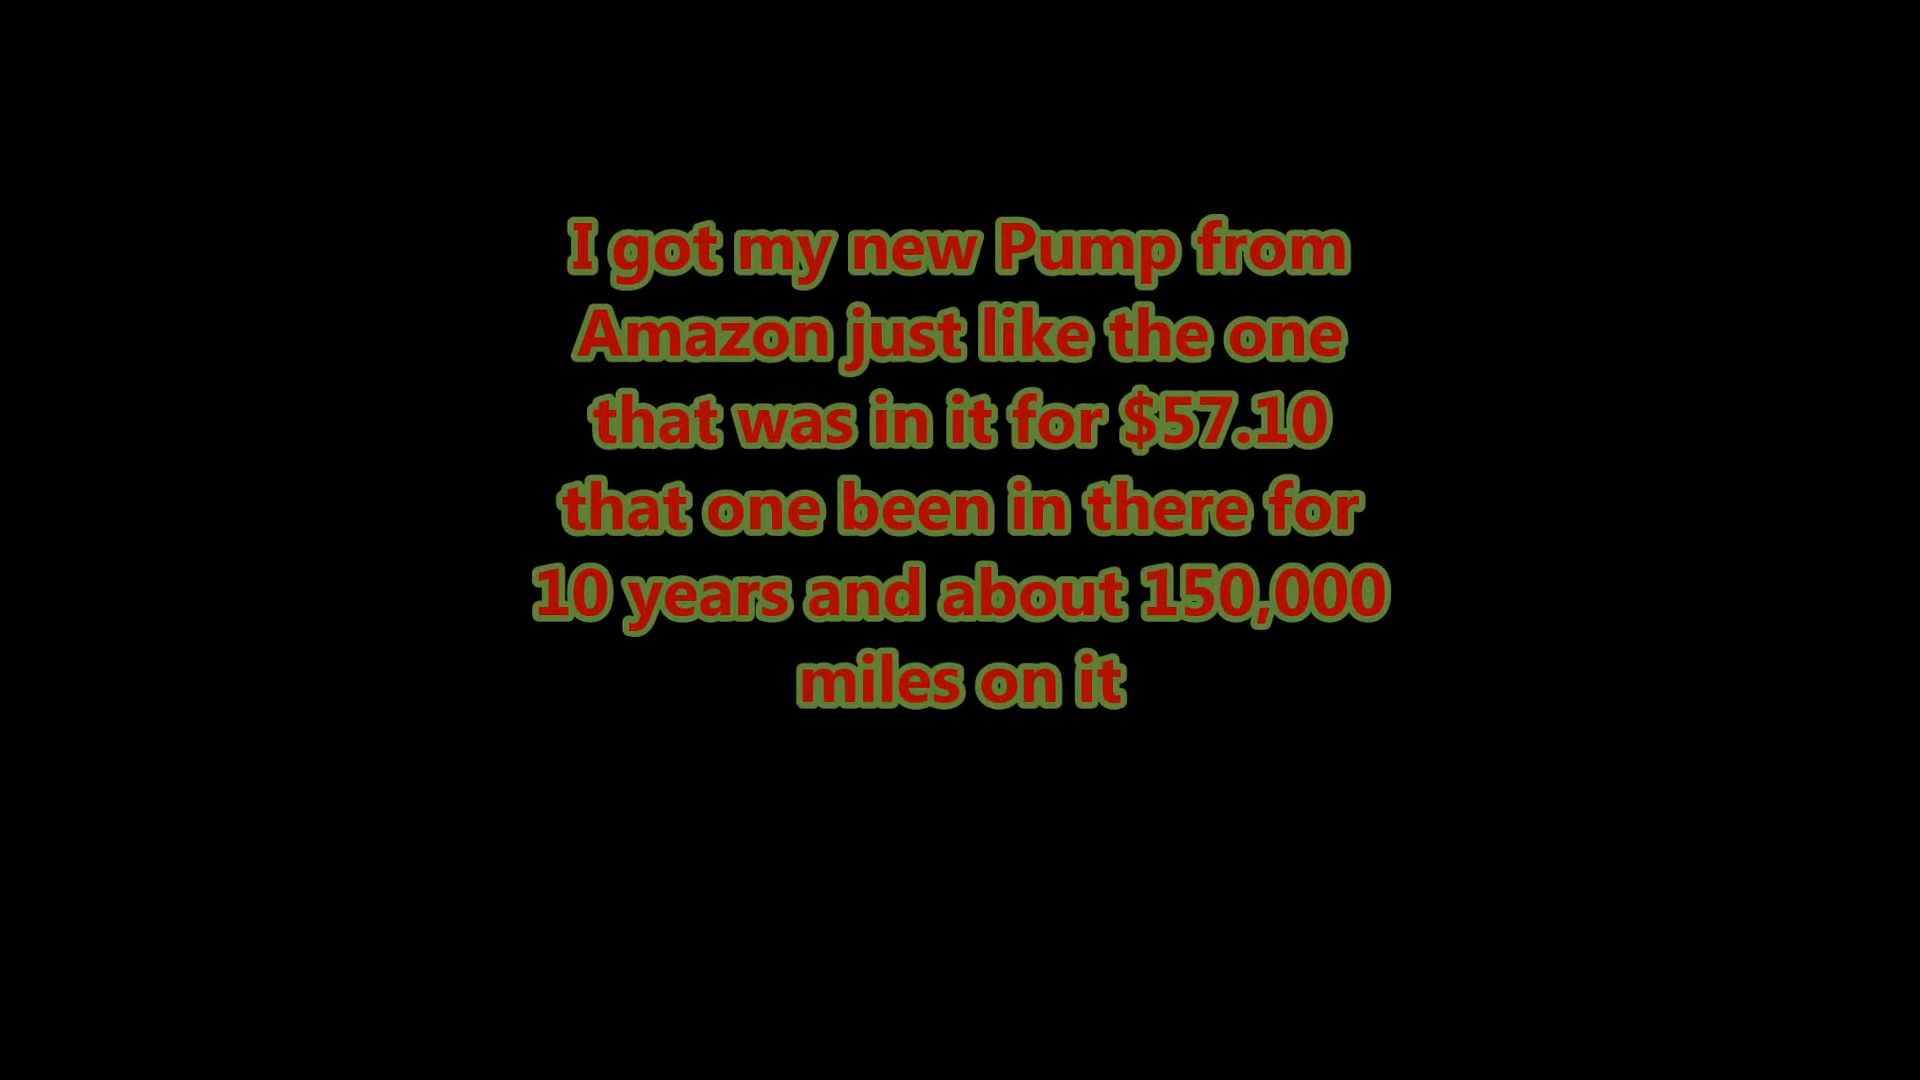 I got my new Pump from
Amazon just like the one
that was in it for $57.10
that one been in there for
10 years and about 150,000
miles on it